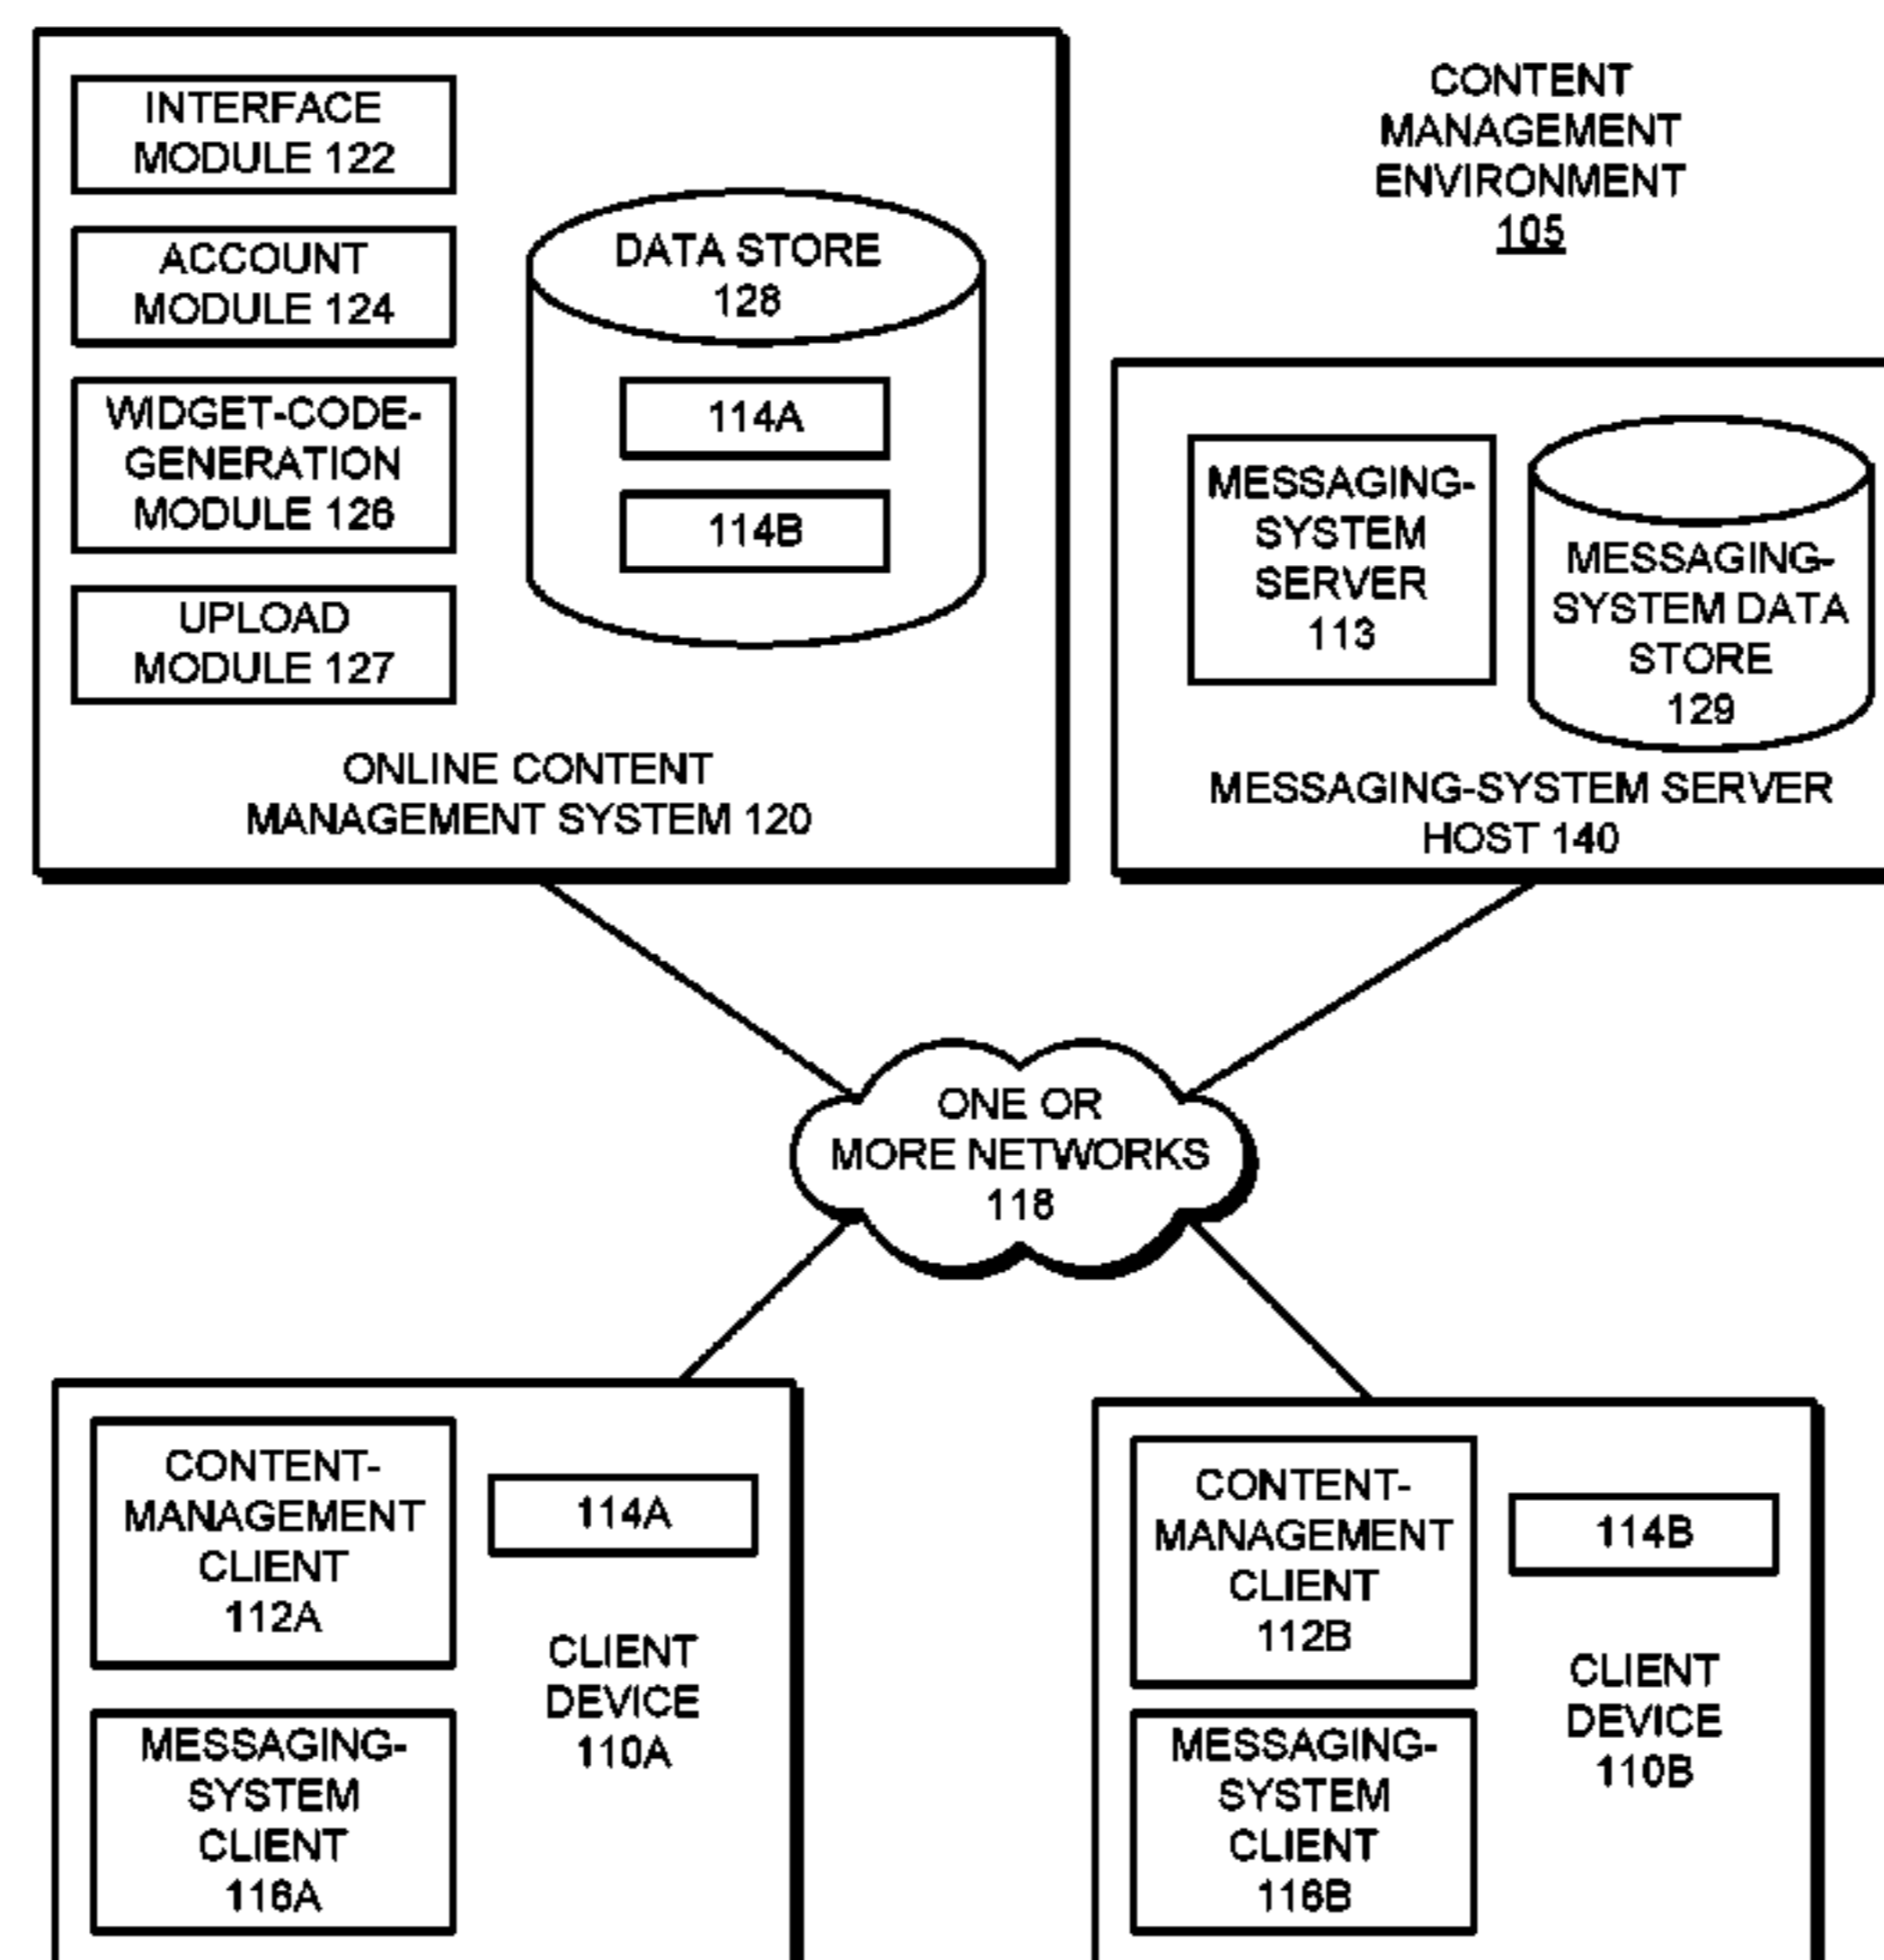 INTERFACE
MODULE 122
ACCOUNT
MODULE 124
WIDGET-CODE-
GENERATION
MODULE 126
UPLOAD
MODULE 127
DATA STORE
128
114A
114B
ONLINE CONTENT
MANAGEMENT SYSTEM 120
CONTENT
MANAGEMENT
ENVIRONMENT
105
MESSAGING-
SYSTEM
SERVER
113
MESSAGING-
SYSTEM DATA
STORE
129
MESSAGING-SYSTEM SERVER
HOST 140
ONE OR
MORE NETWORKS
118
CONTENT-
MANAGEMENT
CLIENT
112A
114A
MESSAGING-
SYSTEM
CLIENT
116A
CLIENT
DEVICE
110A
CONTENT-
MANAGEMENT
CLIENT
112B
114B
MESSAGING-
SYSTEM
CLIENT
116B
CLIENT
DEVICE
110B